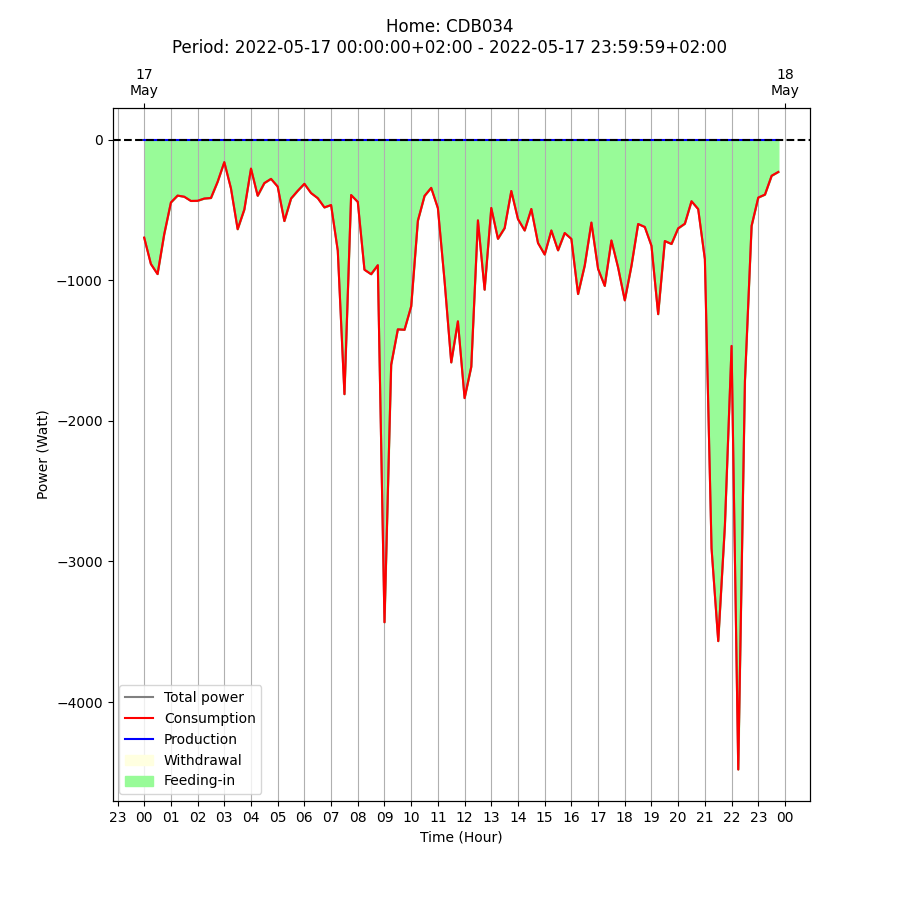 Home: CDB034
Period: 2022-05-17 00:00:00+02:00 - 2022-05-17 23:59:59+02:00
17 18
May May
0
−1000
−2000
−3000
−4000
Power (Watt)
Total power
Consumption
Production
Withdrawal
Feeding-in
23 00 01 02 03 04 05 06 07 08 09 10 11 12 13 14 15 16 17 18 19 20 21 22 23 00
Time (Hour)